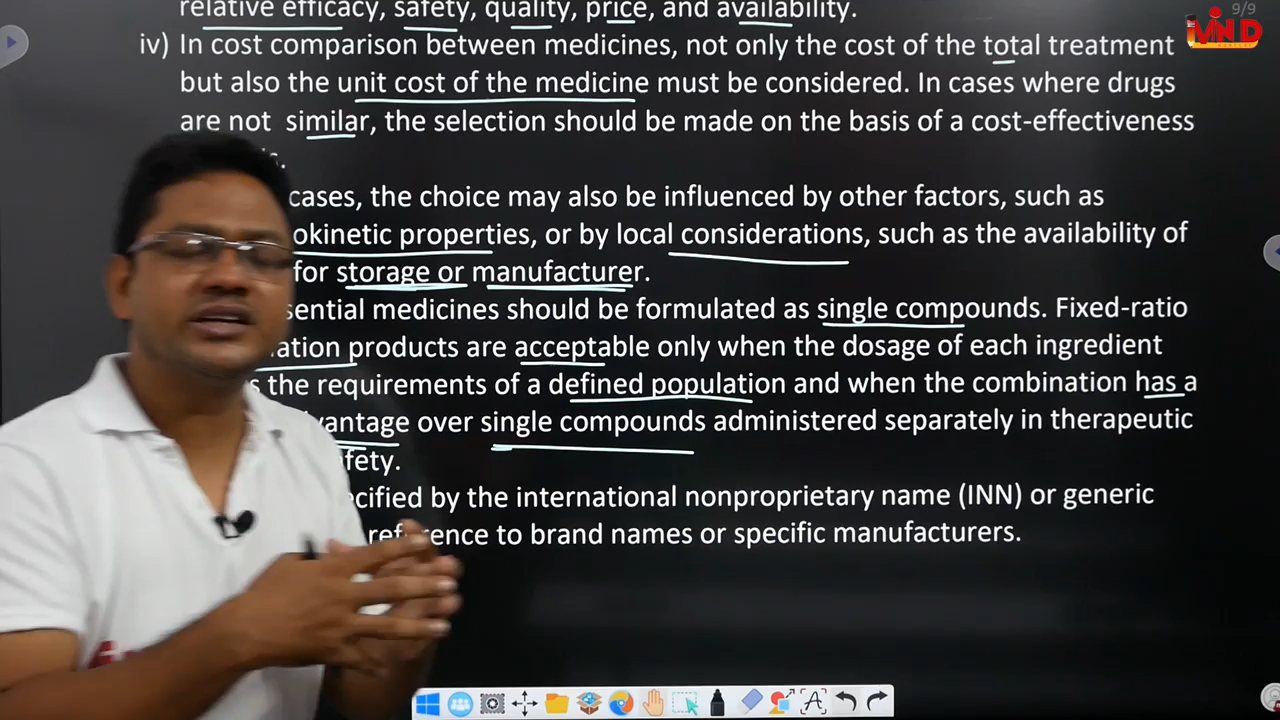 relative efficacy, safety, quality, price, and availability.
9/9
MIND
iv) In cost comparison between medicines, not only the cost of the total treatment
but also the unit cost of the medicine must be considered. In cases where drugs
are not similar, the selection should be made on the basis of a cost-effectiveness
cases, the choice may also be influenced by other factors, such as
okinetic properties, or by local considerations, such as the availability of
for storage or manufacturer.
sential medicines should be formulated as single compounds. Fixed-ratio
ation products are acceptable only when the dosage of each ingredient
s the requirements of a defined population and when the combination has a
vantage over single compounds administered separately in therapeutic
fety.
ecified by the international nonproprietary name (INN) or generic
reference to brand names or specific manufacturers.